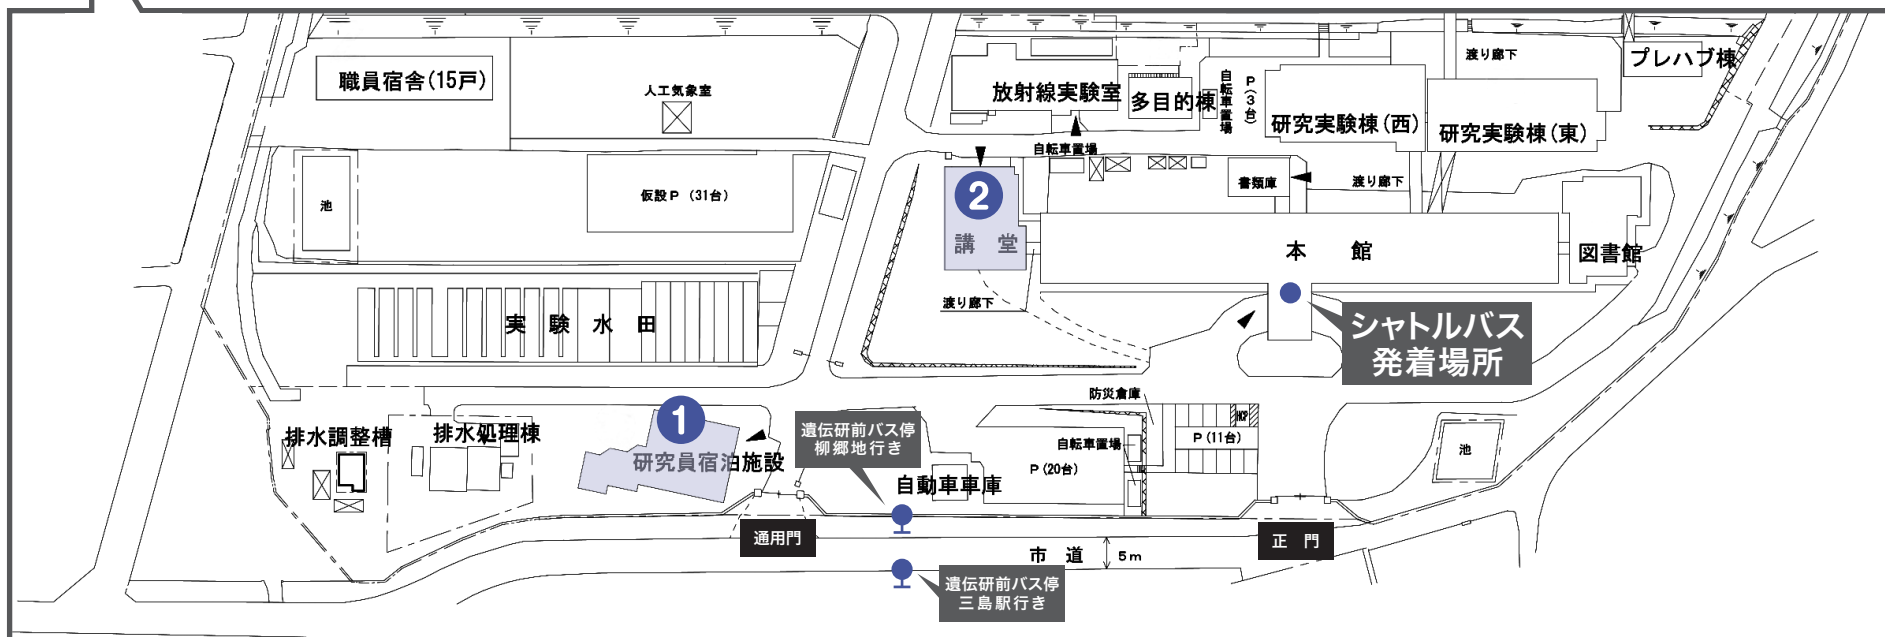 職員宿舎(15戸)
人工気象室
放射線実験室
多目的棟
自転車置場
P(3台)
研究実験棟(西)
渡り廊下
研究実験棟(東)
プレハブ棟
池
仮設P (31台)
自転車置場
書類庫
渡り廊下
2
講 堂
本 館
図書館
渡り廊下
シャトルバス
発着場所
実 験 水 田
防災倉庫
HCP
P(11台)
自転車置場
P(20台)
池
排水調整槽
排水処理棟
1
研究員宿泊施設
遺伝研前バス停
柳郷地行き
自動車車庫
通用門
正 門
市 道
5m
遺伝研前バス停
三島駅行き